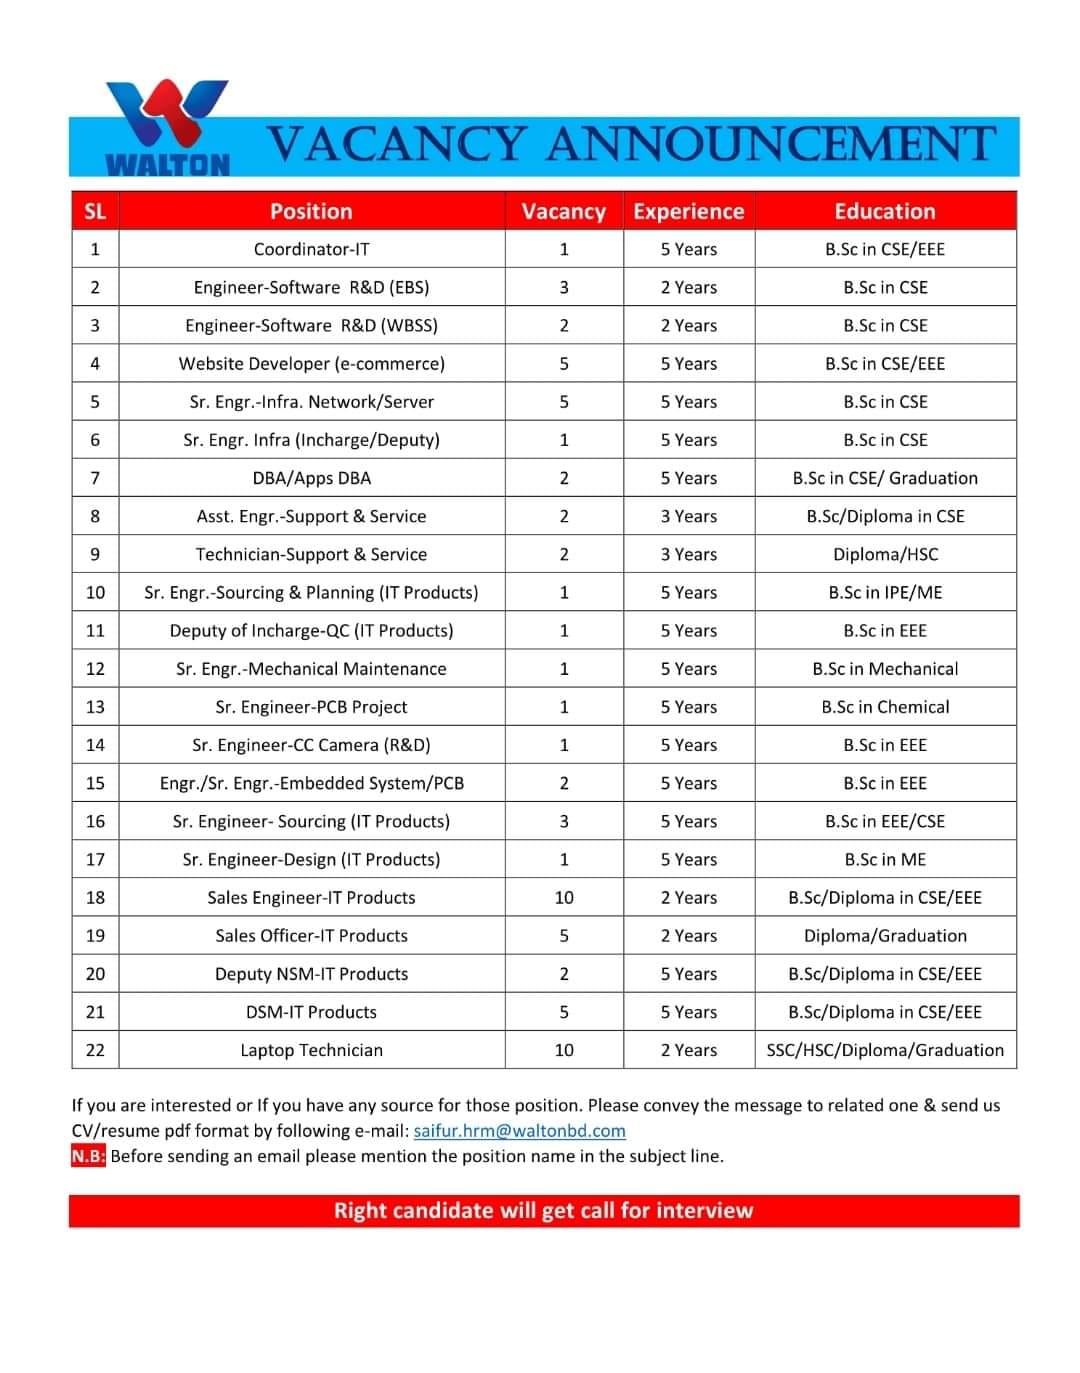 WALTON
VACANCY ANNOUNCEMENT
SL Position Vacancy Experience Education
1 Coordinator-IT 1 5 Years B.Sc in CSE/EEE
2 Engineer-Software R&D (EBS) 3 2 Years B.Sc in CSE
3 Engineer-Software R&D (WBSS) 2 2 Years B.Sc in CSE
4 Website Developer (e-commerce) 5 5 Years B.Sc in CSE/EEE
5 Sr. Engr.-Infra. Network/Server 5 5 Years B.Sc in CSE
6 Sr. Engr. Infra (Incharge/Deputy) 1 5 Years B.Sc in CSE
7 DBA/Apps DBA 2 5 Years B.Sc in CSE/ Graduation
8 Asst. Engr.-Support & Service 2 3 Years B.Sc/Diploma in CSE
9 Technician-Support & Service 2 3 Years Diploma/HSC
10 Sr. Engr.-Sourcing & Planning (IT Products) 1 5 Years B.Sc in IPE/ME
11 Deputy of Incharge-QC (IT Products) 1 5 Years B.Sc in EEE
12 Sr. Engr.-Mechanical Maintenance 1 5 Years B.Sc in Mechanical
13 Sr. Engineer-PCB Project 1 5 Years B.Sc in Chemical
14 Sr. Engineer-CC Camera (R&D) 1 5 Years B.Sc in EEE
15 Engr./Sr. Engr.-Embedded System/PCB 2 5 Years B.Sc in EEE
16 Sr. Engineer- Sourcing (IT Products) 3 5 Years B.Sc in EEE/CSE
17 Sr. Engineer-Design (IT Products) 1 5 Years B.Sc in ME
18 Sales Engineer-IT Products 10 2 Years B.Sc/Diploma in CSE/EEE
19 Sales Officer-IT Products 5 2 Years Diploma/Graduation
20 Deputy NSM-IT Products 2 5 Years B.Sc/Diploma in CSE/EEE
21 DSM-IT Products 5 5 Years B.Sc/Diploma in CSE/EEE
22 Laptop Technician 10 2 Years SSC/HSC/Diploma/Graduation
If you are interested or If you have any source for those position. Please convey the message to related one & send us
CV/resume pdf format by following e-mail: saifur.hrm@waltonbd.com
N.B: Before sending an email please mention the position name in the subject line.
Right candidate will get call for interview